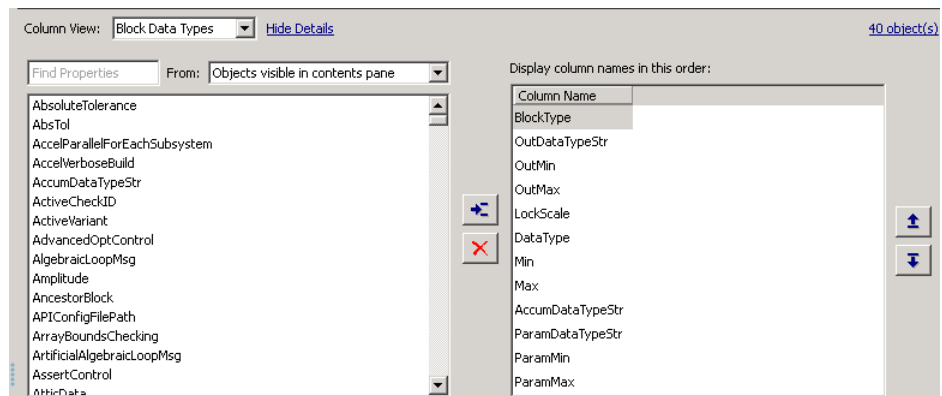 Column View: Block Data Types Hide Details 40 object(s)
Find Properties From: Objects visible in contents pane
AbsoluteTolerance
AbsTol
AccelParallelForEachSubsystem
AccelVerboseBuild
AccumDataTypeStr
ActiveCheckID
ActiveVariant
AdvancedOptControl
AlgebraicLoopMsg
Amplitude
AncestorBlock
APIConfigFilePath
ArrayBoundsChecking
ArtificialAlgebraicLoopMsg
AssertControl
AtticData
Display column names in this order:
Column Name
BlockType
OutDataTypeStr
OutMin
OutMax
LockScale
DataType
Min
Max
AccumDataTypeStr
ParamDataTypeStr
ParamMin
ParamMax